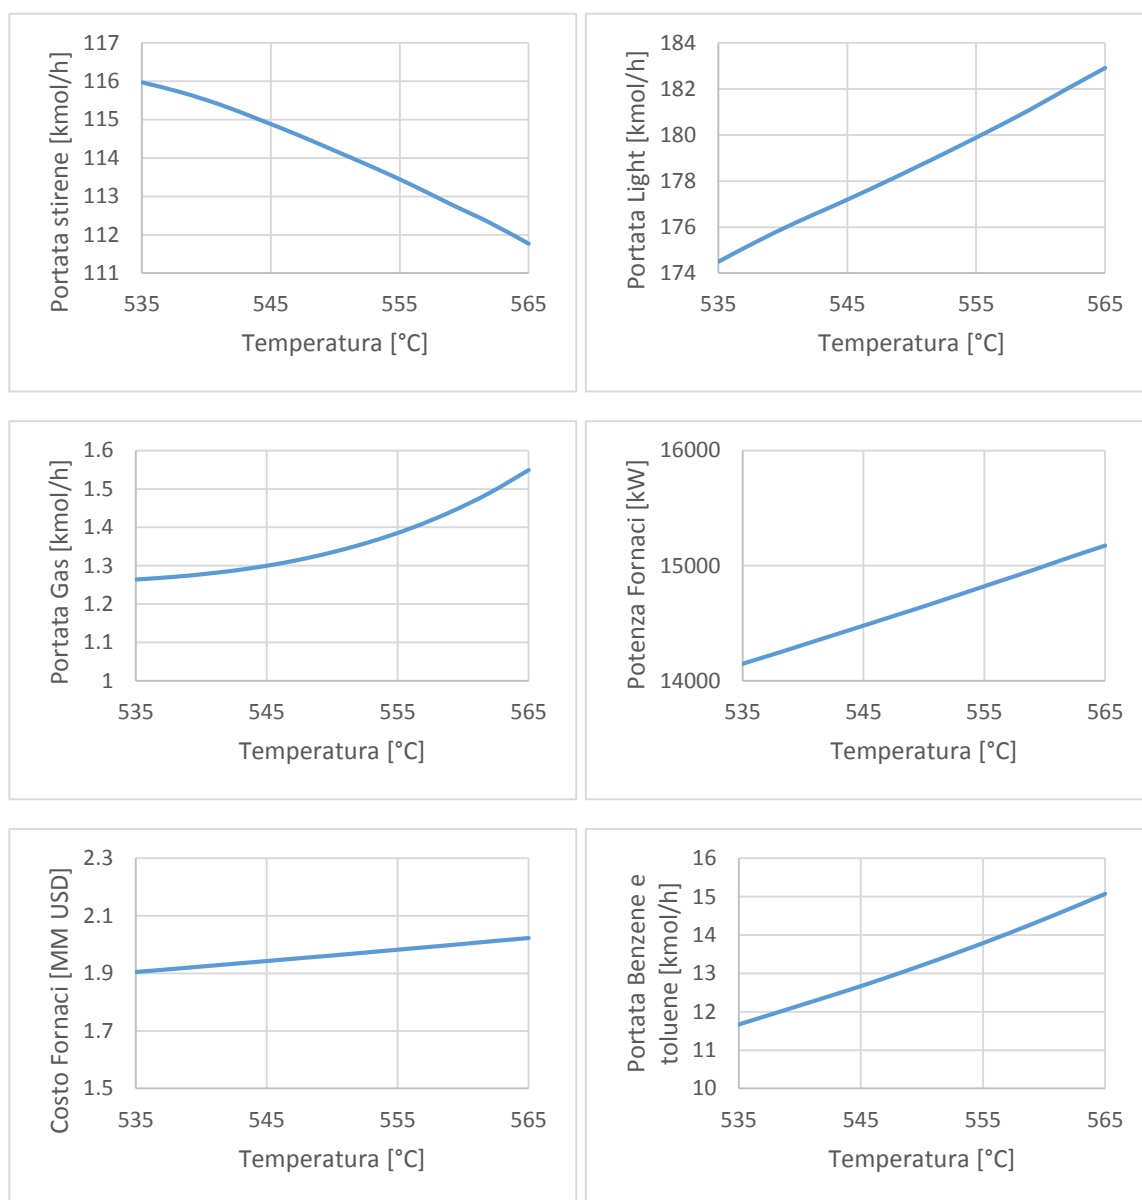 Portata stirene [kmol/h]
117
116
115
114
113
112
111
535 545 555 565
Temperatura [°C]
Portata Light [kmol/h]
184
182
180
178
176
174
535 545 555 565
Temperatura [°C]
Portata Gas [kmol/h]
1.6
1.5
1.4
1.3
1.2
1.1
1
535 545 555 565
Temperatura [°C]
Potenza Fornaci [kW]
16000
15000
14000
535 545 555 565
Temperatura [°C]
Costo Fornaci [MM USD]
2.3
2.1
1.9
1.7
1.5
535 545 555 565
Temperatura [°C]
Portata Benzene e
toluene [kmol/h]
16
15
14
13
12
11
10
535 545 555 565
Temperatura [°C]